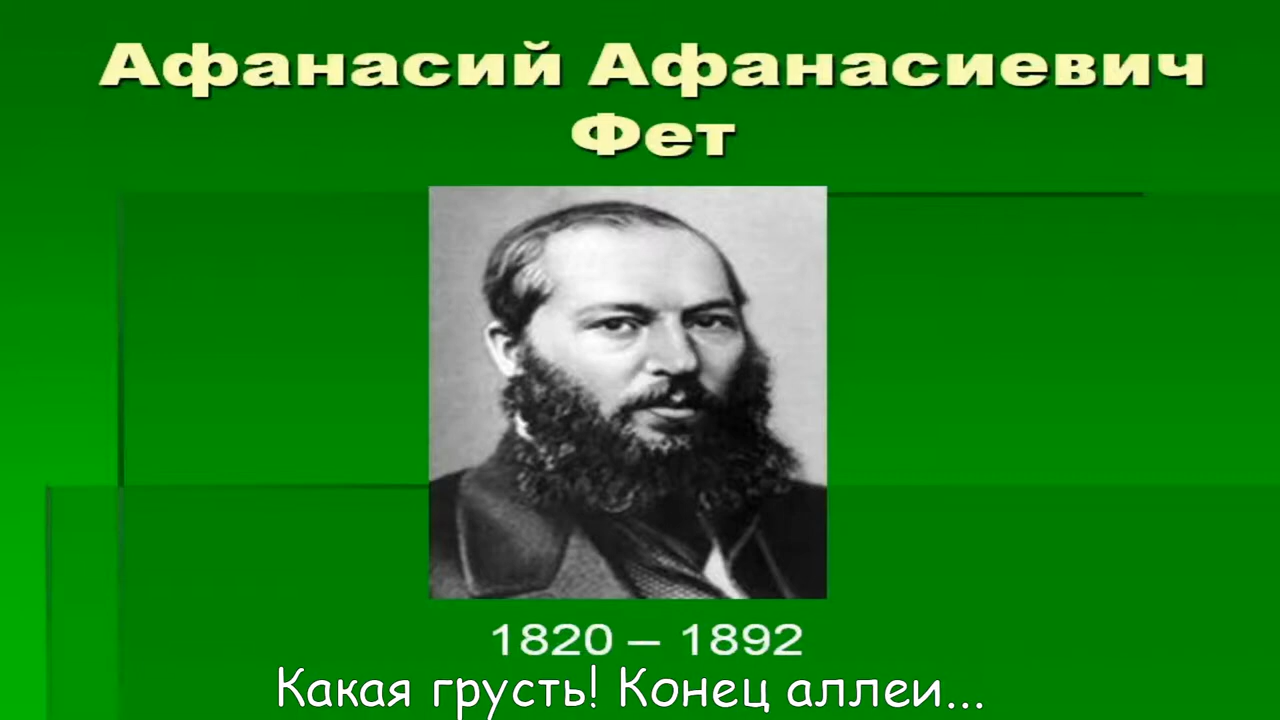 Афанасий Афанасиевич
Фет
1820 – 1892
Какая грусть! Конец аллеи...